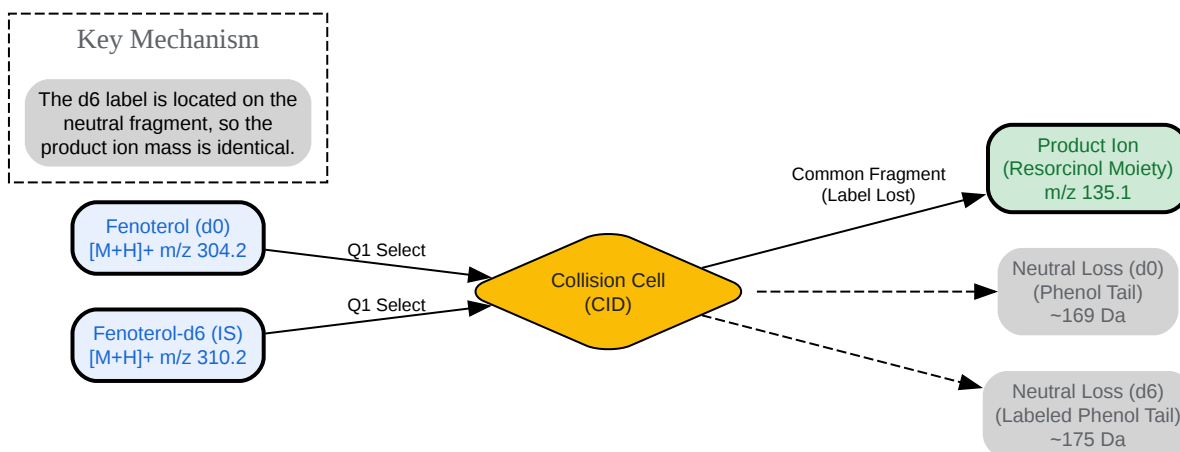 Key Mechanism
The d6 label is located on the
neutral fragment, so the
product ion mass is identical.
Fenoterol (d0)
[M+H]+ m/z 304.2
Fenoterol-d6 (IS)
[M+H]+ m/z 310.2
Q1 Select
Q1 Select
Collision Cell
(CID)
Common Fragment
(Label Lost)
Product Ion
(Resorcinol Moiety)
m/z 135.1
Neutral Loss (d0)
(Phenol Tail)
~169 Da
Neutral Loss (d6)
(Labeled Phenol Tail)
~175 Da